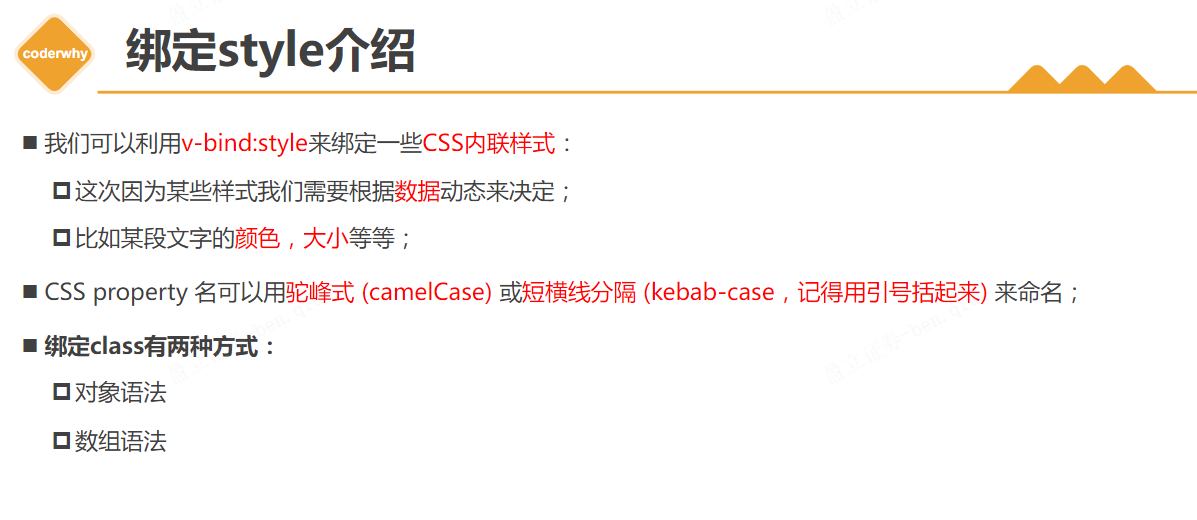 coderwhy
绑定style介绍
■ 我们可以利用v-bind:style来绑定一些CSS内联样式：
这次因为某些样式我们需要根据数据动态来决定；
比如某段文字的颜色，大小等等；
■ CSS property 名可以用驼峰式 (camelCase) 或短横线分隔 (kebab-case，记得用引号括起来) 来命名；
■ 绑定class有两种方式：
对象语法
数组语法